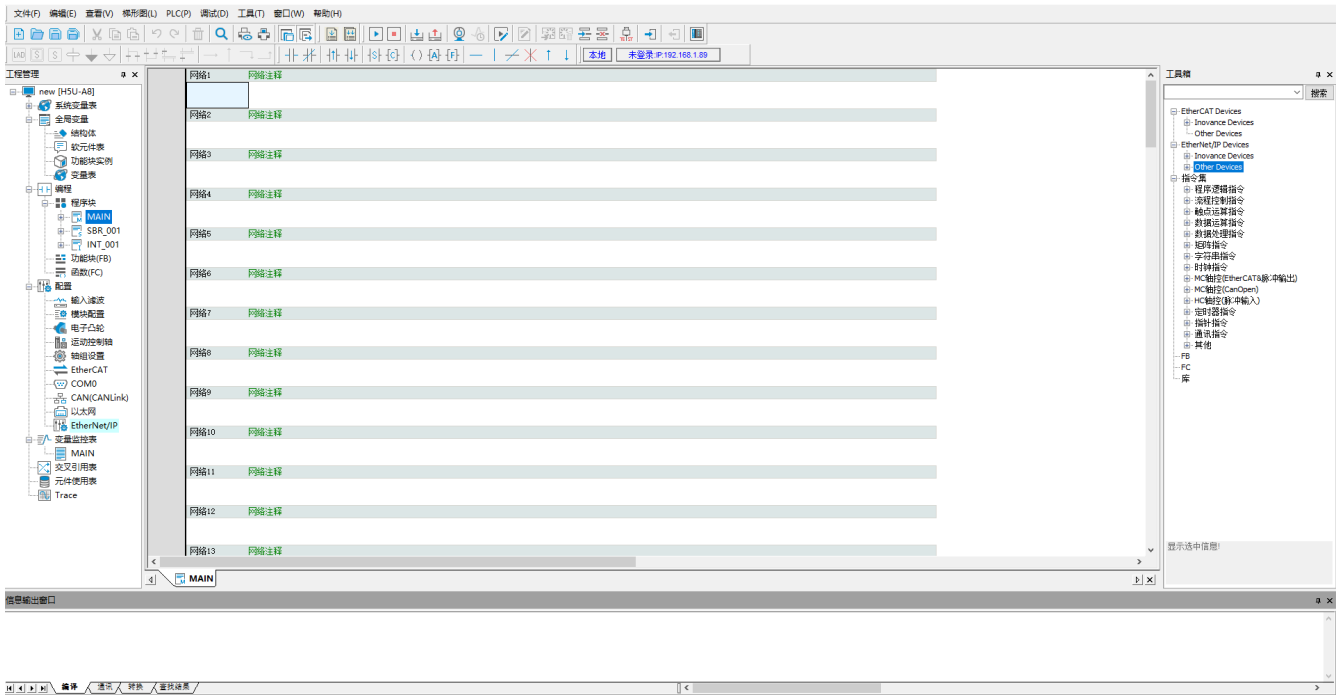 文件(F) 编辑(E) 查看(V) 梯形图(L) PLC(P) 调试(D) 工具(T) 窗口(W) 帮助(H)
LAD
本地 未登录:IP:192.168.1.89
工程管理
new [H5U-A8]
系统变量表
全局变量
结构体
软元件表
功能块实例
变量表
编程
程序块
MAIN
SBR_001
INT_001
功能块(FB)
函数(FC)
配置
输入滤波
模块配置
电子凸轮
运动控制轴
轴组设置
EtherCAT
COM0
CAN(CANLink)
以太网
EtherNet/IP
变量监控表
MAIN
交叉引用表
元件使用表
Trace
网络1 网络注释
网络2 网络注释
网络3 网络注释
网络4 网络注释
网络5 网络注释
网络6 网络注释
网络7 网络注释
网络8 网络注释
网络9 网络注释
网络10 网络注释
网络11 网络注释
网络12 网络注释
网络13 网络注释
MAIN
工具箱
搜索
EtherCAT Devices
Inovance Devices
Other Devices
EtherNet/IP Devices
Inovance Devices
Other Devices
指令集
程序逻辑指令
流程控制指令
触点运算指令
数据运算指令
数据处理指令
矩阵指令
字符串指令
时钟指令
MC轴控(EtherCAT&脉冲输出)
MC轴控(CanOpen)
HC轴控(脉冲输入)
定时器指令
指针指令
通讯指令
其他
FB
FC
库
显示选中信息!
信息输出窗口
编译 通讯 转换 查找结果